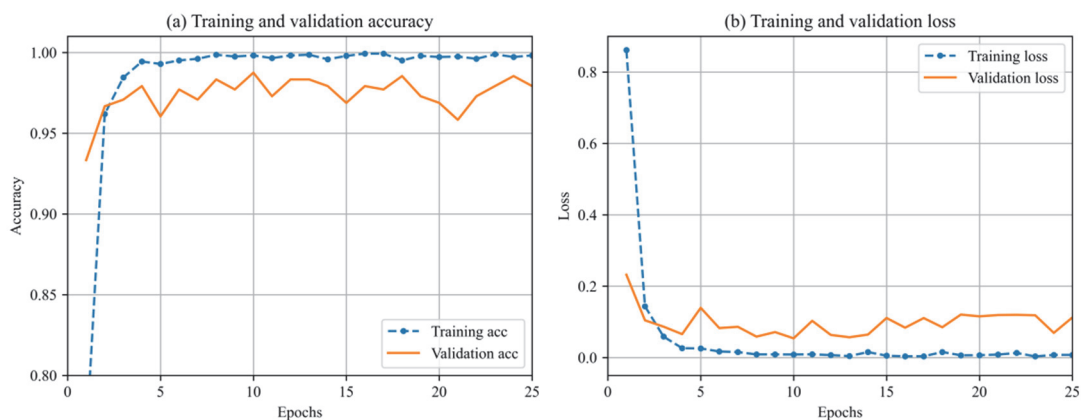 (a) Training and validation accuracy
1.00
0.95
0.90
0.85
0.80
Accuracy
0 5 10 15 20 25
Epochs
Training acc
Validation acc
(b) Training and validation loss
0.8
0.6
0.4
0.2
0.0
Loss
0 5 10 15 20 25
Epochs
Training loss
Validation loss